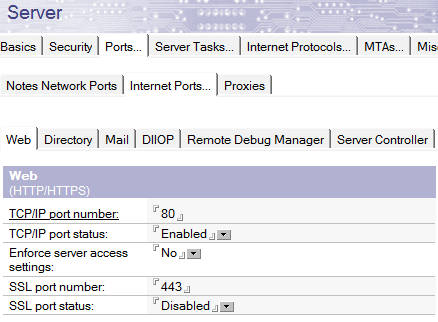 Server
Basics Security Ports... Server Tasks... Internet Protocols... MTAs...
Notes Network Ports Internet Ports... Proxies
Web Directory Mail DIIOP Remote Debug Manager Server Controller
Web
(HTTP/HTTPS)
TCP/IP port number: 80
TCP/IP port status: Enabled
Enforce server access No
settings:
SSL port number: 443
SSL port status: Disabled